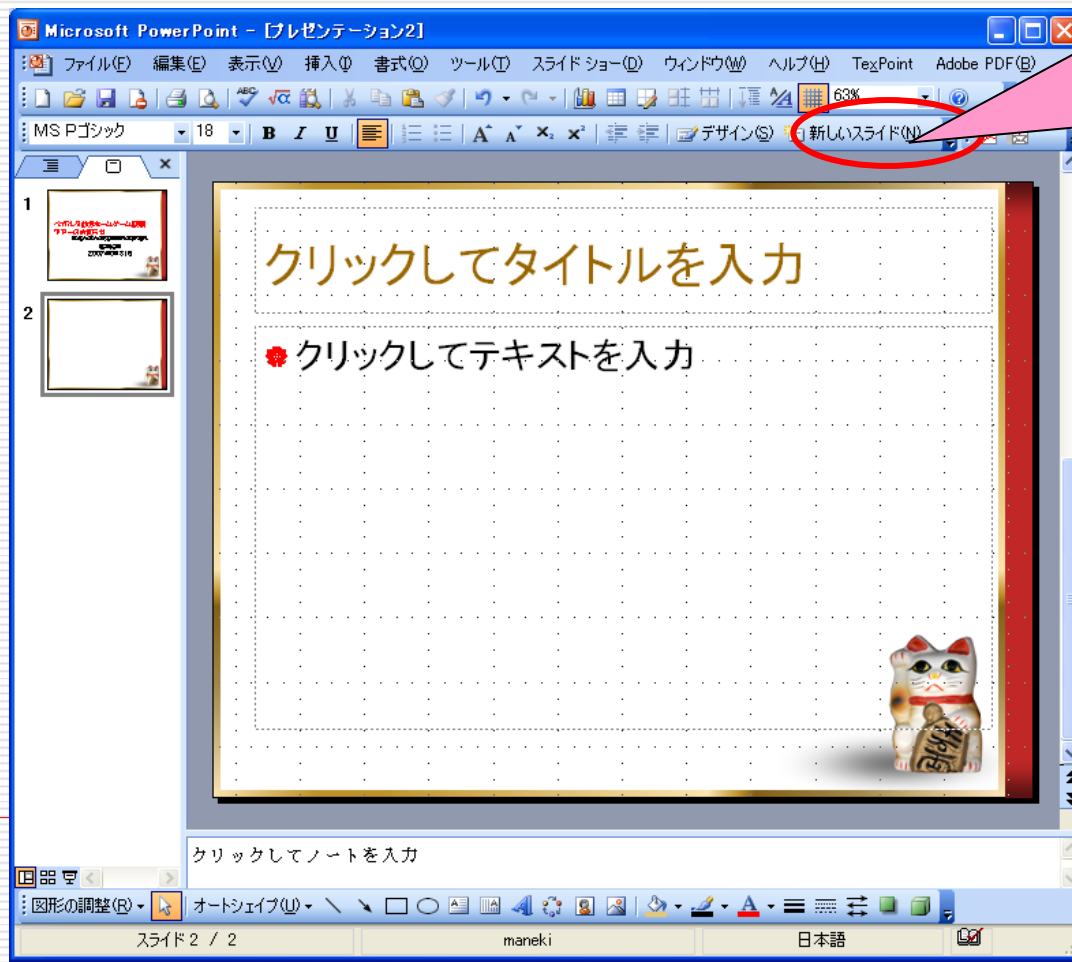 Microsoft PowerPoint - [プレゼンテーション2]
ファイル(F) 編集(E) 表示(V) 挿入(I) 書式(O) ツール(T) スライド ショー(D) ウィンドウ(W) ヘルプ(H) TexPoint Adobe PDF(B)
63%
MS Pゴシック 18 B I U デザイン(S) 新しいスライド(N)
1
2
クリックしてタイトルを入力
クリックしてテキストを入力
クリックしてノートを入力
図形の調整(R) オートシェイプ(U)
スライド 2 / 2 maneki 日本語